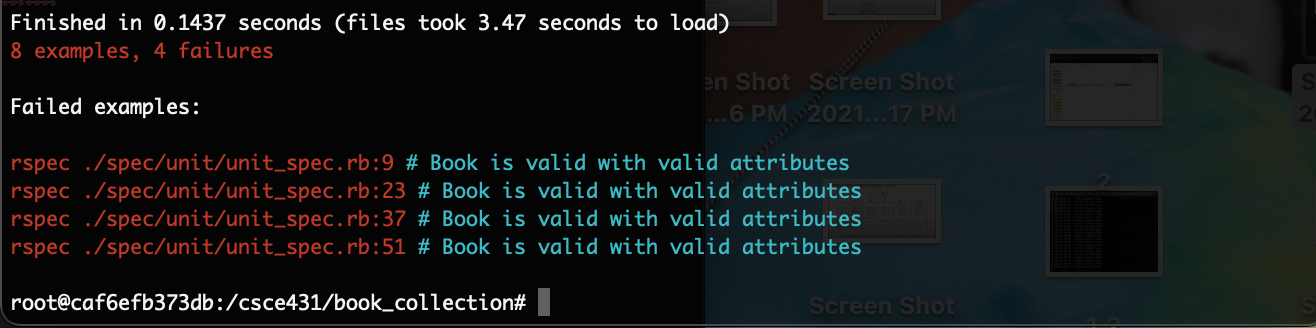 Finished in 0.1437 seconds (files took 3.47 seconds to load)
8 examples, 4 failures
Failed examples:
rspec ./spec/unit/unit_spec.rb:9 # Book is valid with valid attributes
rspec ./spec/unit/unit_spec.rb:23 # Book is valid with valid attributes
rspec ./spec/unit/unit_spec.rb:37 # Book is valid with valid attributes
rspec ./spec/unit/unit_spec.rb:51 # Book is valid with valid attributes
root@caf6efb373db:/csce431/book_collection#
en Shot
...6 PM
Screen Shot
2021...17 PM
2
Screen Shot